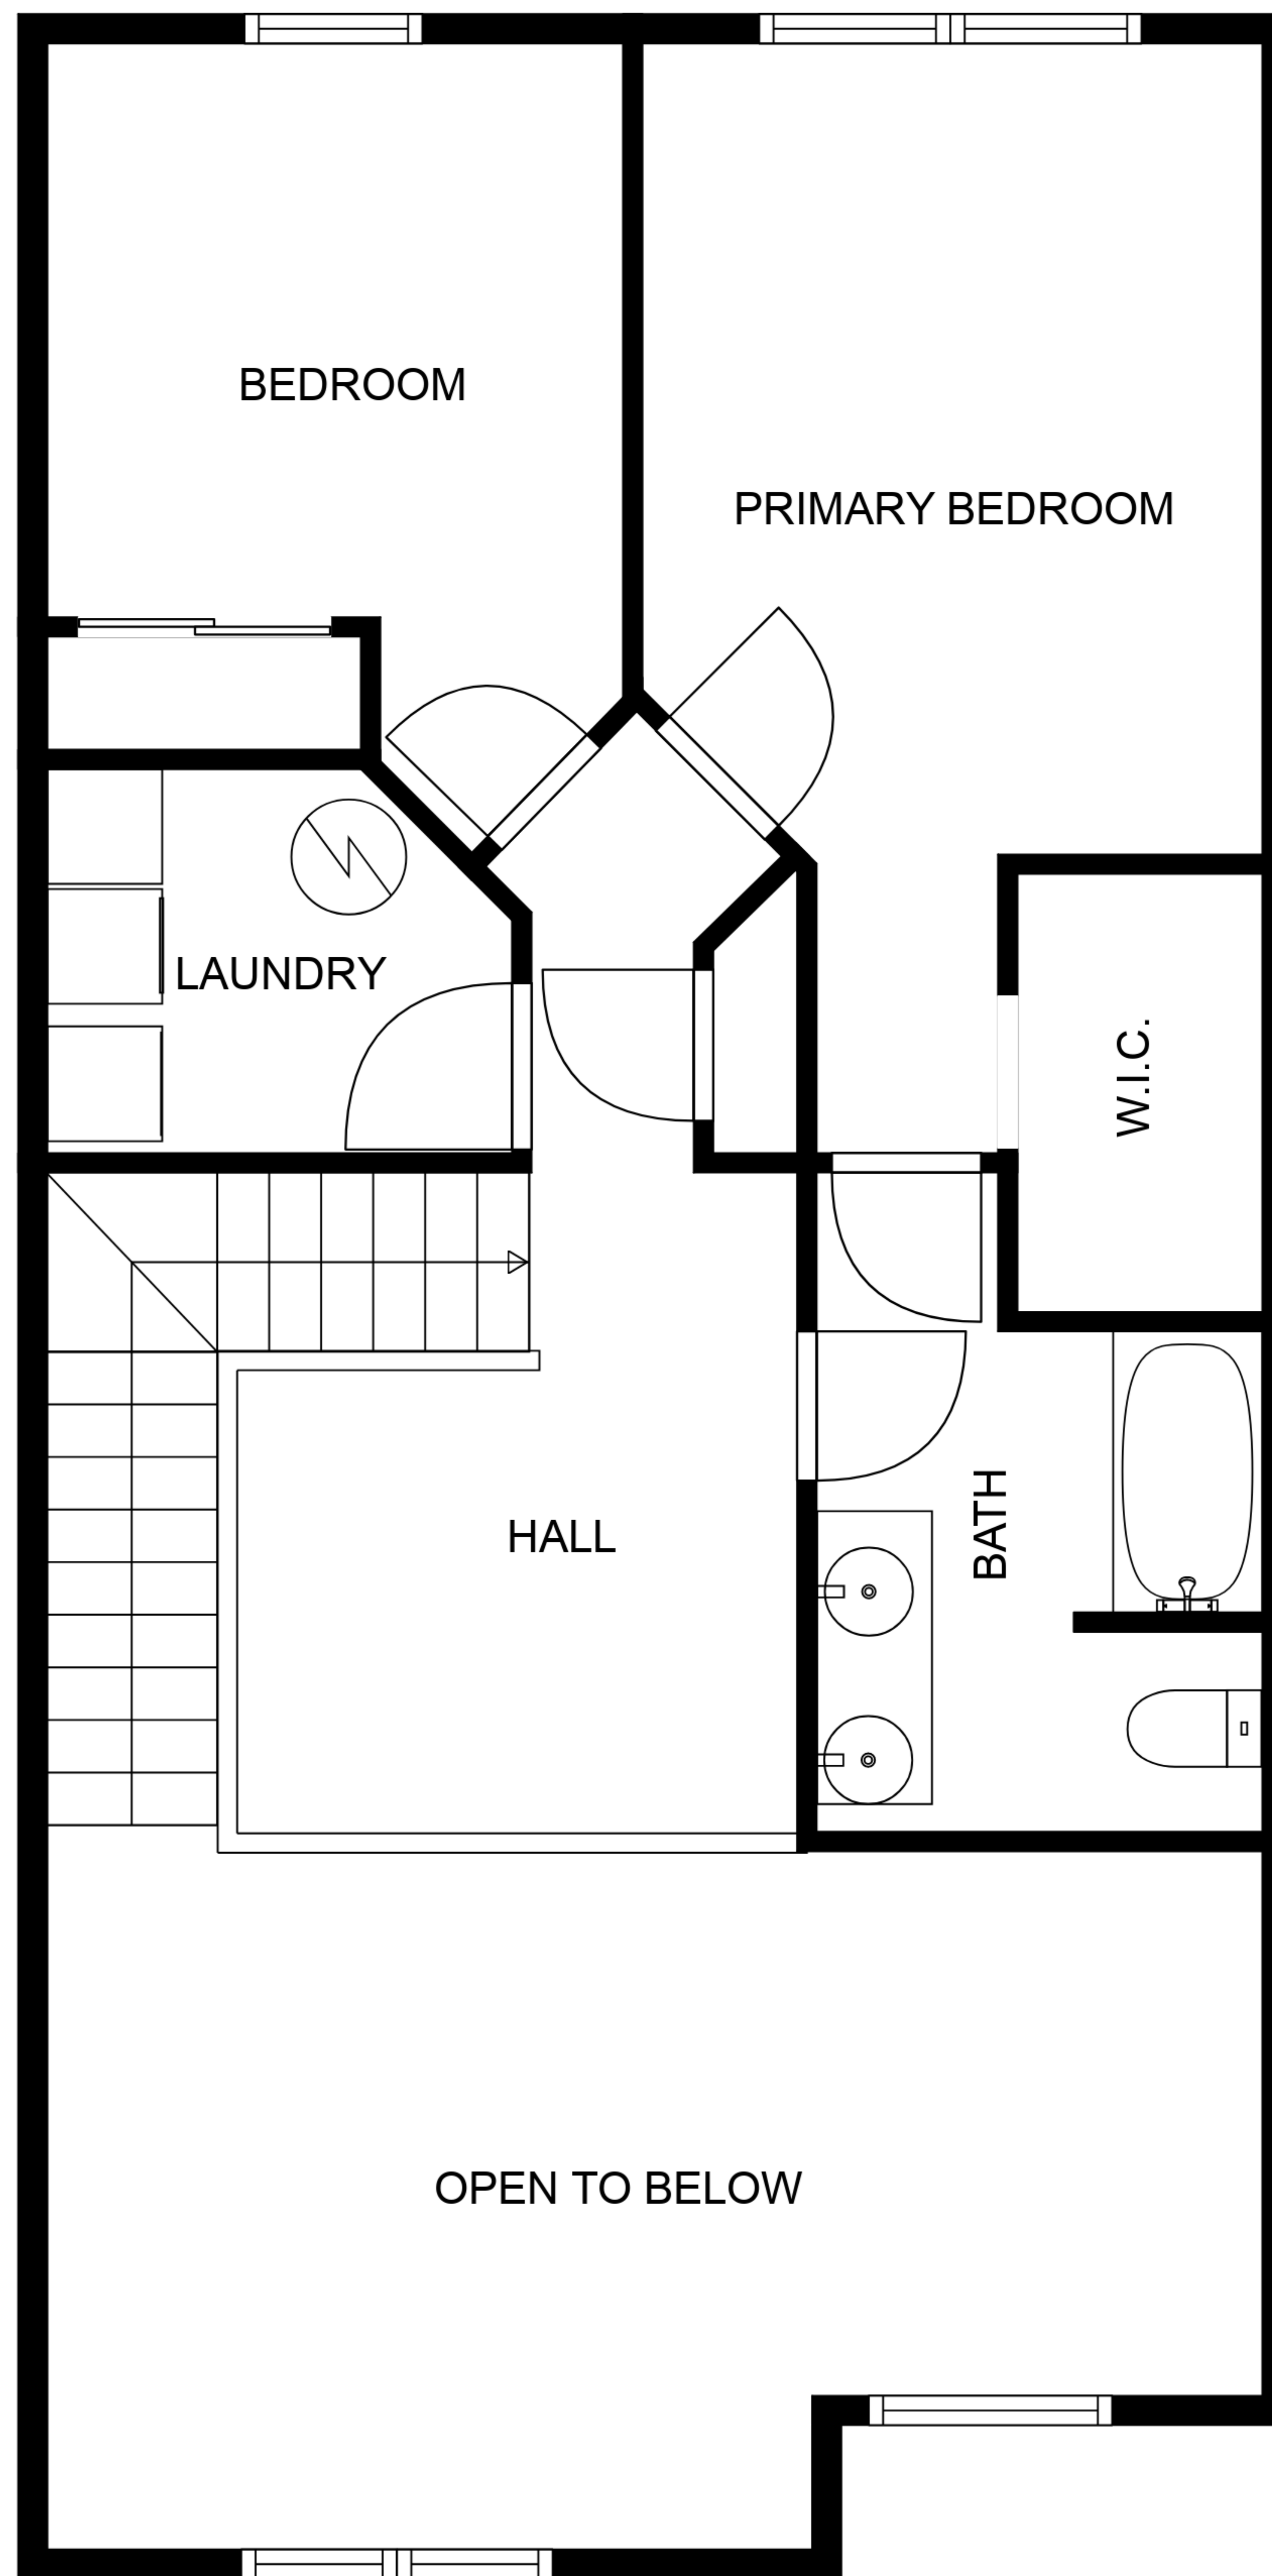 BEDROOM
PRIMARY BEDROOM
LAUNDRY
W.I.C.
HALL
BATH
OPEN TO BELOW